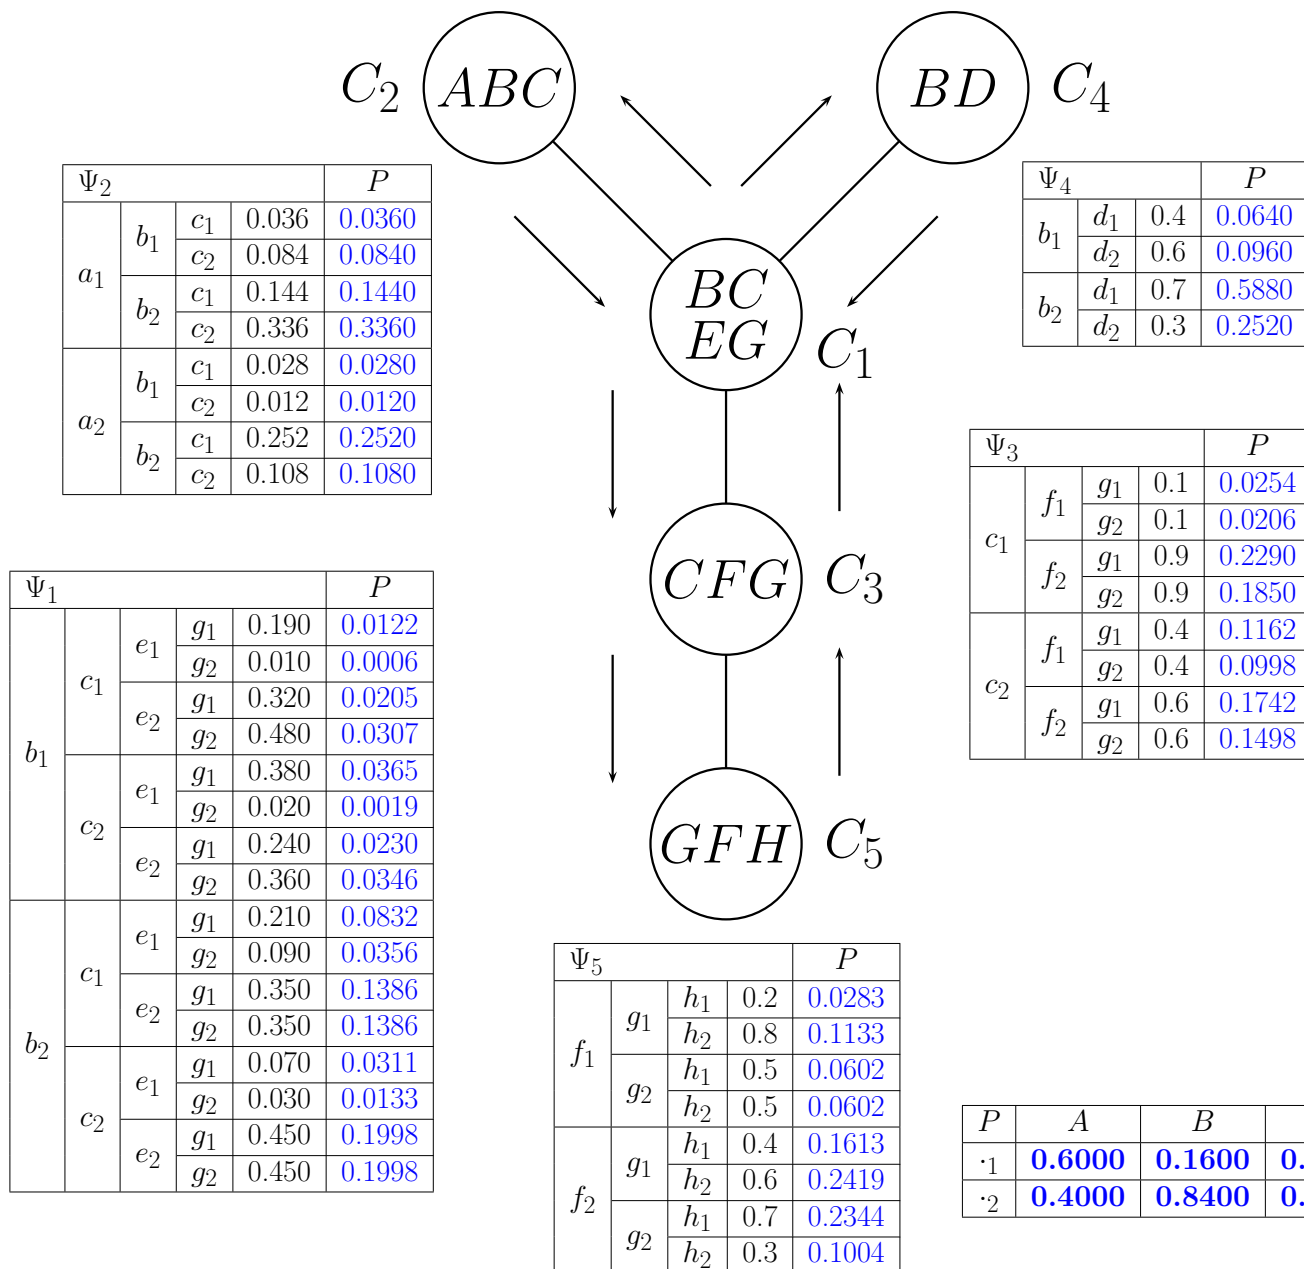 C2 ABC BD C4
Ψ2 P
a1 b1 c1 0.036 0.0360
c2 0.084 0.0840
b2 c1 0.144 0.1440
c2 0.336 0.3360
a2 b1 c1 0.028 0.0280
c2 0.012 0.0120
b2 c1 0.252 0.2520
c2 0.108 0.1080
Ψ4 P
b1 d1 0.4 0.0640
d2 0.6 0.0960
b2 d1 0.7 0.5880
d2 0.3 0.2520
BC
EG
C1
Ψ3 P
c1 f1 g1 0.1 0.0254
g2 0.1 0.0206
f2 g1 0.9 0.2290
g2 0.9 0.1850
c2 f1 g1 0.4 0.1162
g2 0.4 0.0998
f2 g1 0.6 0.1742
g2 0.6 0.1498
CFG C3
Ψ1 P
b1 c1 e1 g1 0.190 0.0122
g2 0.010 0.0006
e2 g1 0.320 0.0205
g2 0.480 0.0307
c2 e1 g1 0.380 0.0365
g2 0.020 0.0019
e2 g1 0.240 0.0230
g2 0.360 0.0346
b2 c1 e1 g1 0.210 0.0832
g2 0.090 0.0356
e2 g1 0.350 0.1386
g2 0.350 0.1386
c2 e1 g1 0.070 0.0311
g2 0.030 0.0133
e2 g1 0.450 0.1998
g2 0.450 0.1998
GFH C5
Ψ5 P
f1 g1 h1 0.2 0.0283
h2 0.8 0.1133
g2 h1 0.5 0.0602
h2 0.5 0.0602
f2 g1 h1 0.4 0.1613
h2 0.6 0.2419
g2 h1 0.7 0.2344
h2 0.3 0.1004
P A B
·1 0.6000 0.1600 0.
·2 0.4000 0.8400 0.